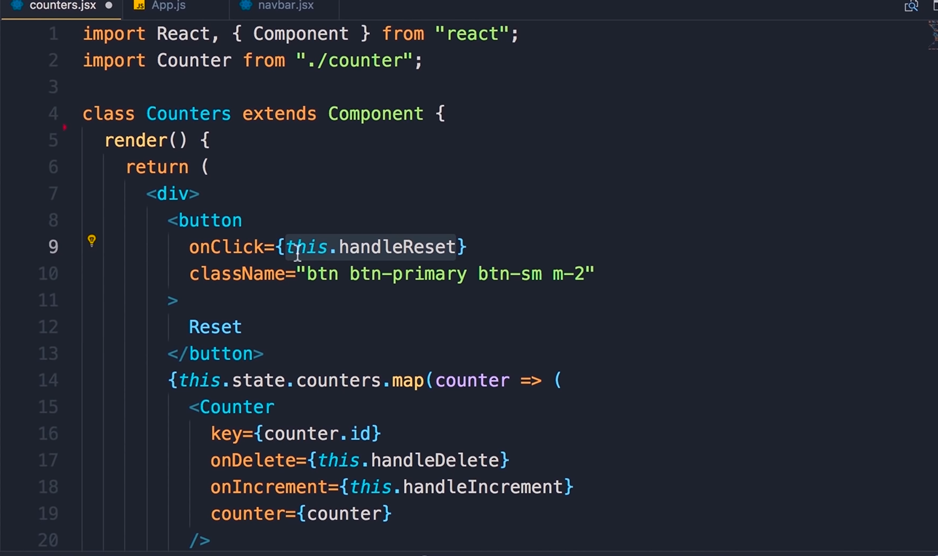 counters.jsx
App.js
navbar.jsx
1 import React, { Component } from "react";
2 import Counter from "./counter";
3
4 class Counters extends Component {
5 render() {
6 return (
7 <div>
8 <button
9 onClick={this.handleReset}
10 className="btn btn-primary btn-sm m-2"
11 >
12 Reset
13 </button>
14 {this.state.counters.map(counter => (
15 <Counter
16 key={counter.id}
17 onDelete={this.handleDelete}
18 onIncrement={this.handleIncrement}
19 counter={counter}
20 />